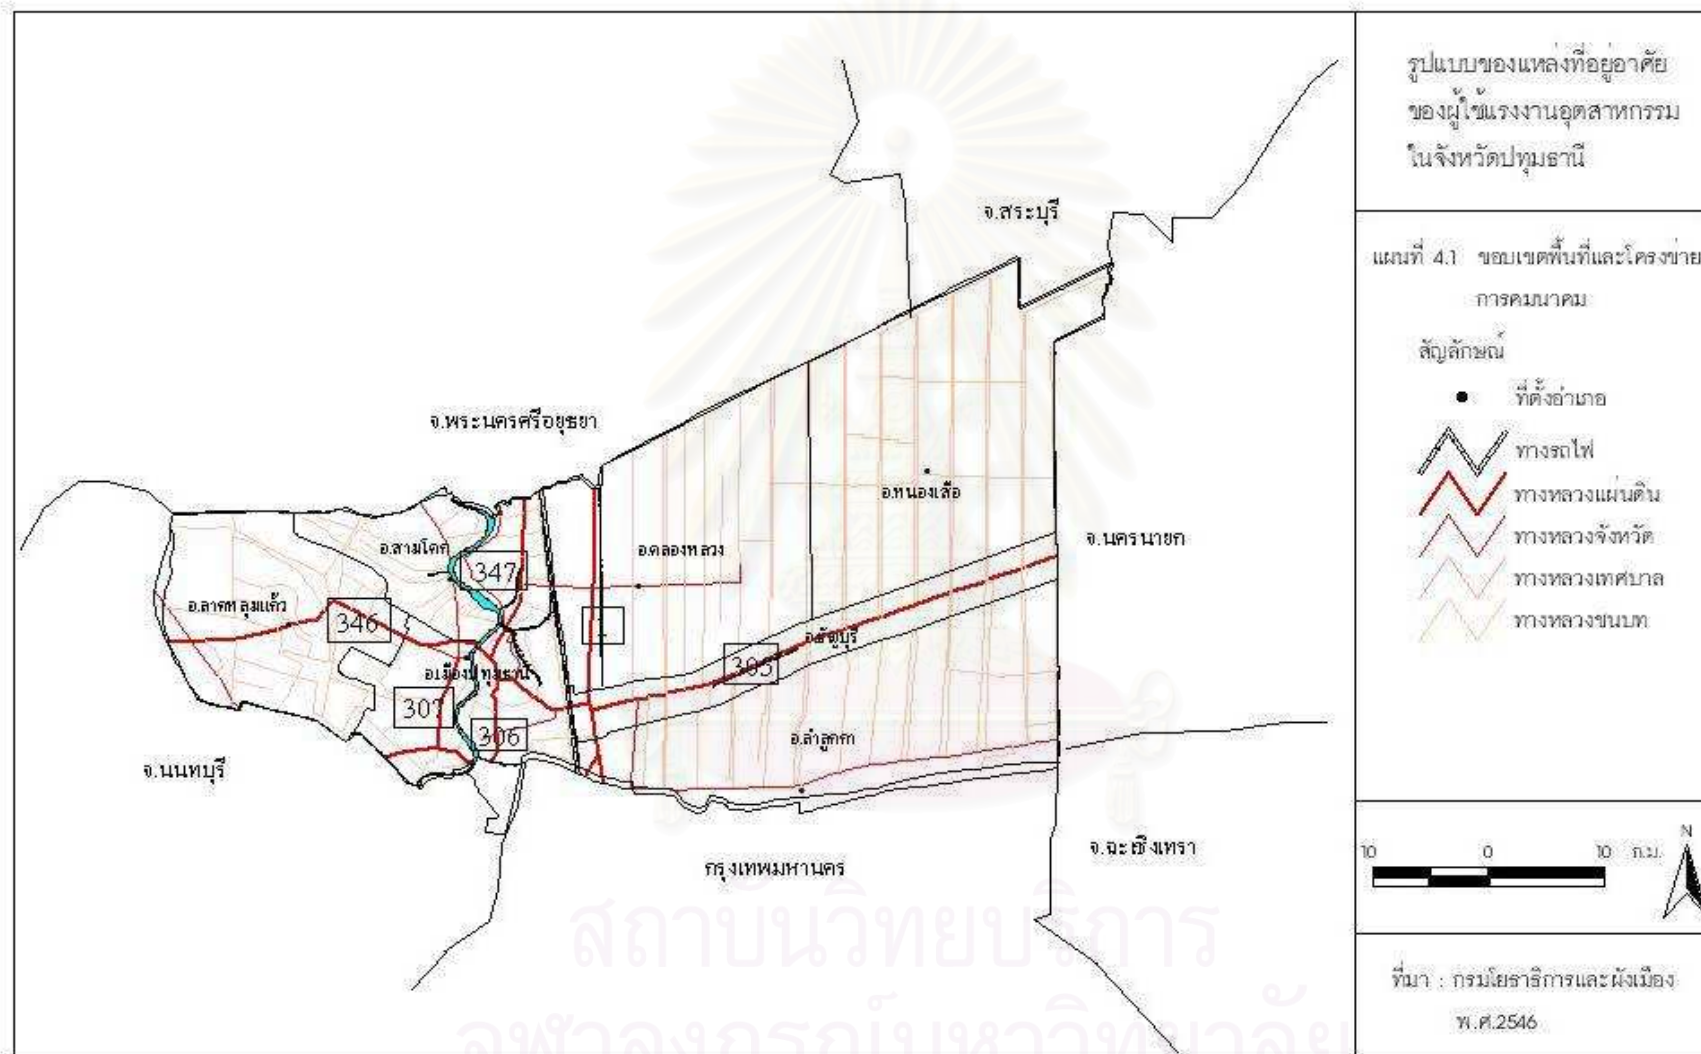 รูปแบบของแหล่งที่อยู่อาศัย
ของผู้ใช้แรงงานอุตสาหกรรม
ในจังหวัดปทุมธานี
แผนที่ 4.1 ขอบเขตพื้นที่และโครงข่าย
การคมนาคม
สัญลักษณ์
ที่ตั้งอำเภอ
ทางรถไฟ
ทางหลวงแผ่นดิน
ทางหลวงจังหวัด
ทางหลวงเทศบาล
ทางหลวงชนบท
10 0 10 ก.ม.
N
ที่มา : กรมโยธาธิการและผังเมือง
พ.ศ.2546
จ.สระบุรี
จ.พระนครศรีอยุธยา
อ.หนองเสือ
จ.นครนายก
อ.สามโคก
347
อ.คลองหลวง
อ.ลาดหลุมแก้ว
346
1
อ.ธัญบุรี
305
อ.เมืองปทุมธานี
307
306
อ.ลำลูกกา
จ.นนทบุรี
จ.ฉะเชิงเทรา
กรุงเทพมหานคร
สถาบันวิทยบริการ
จุฬาลงกรณ์มหาวิทยาลัย